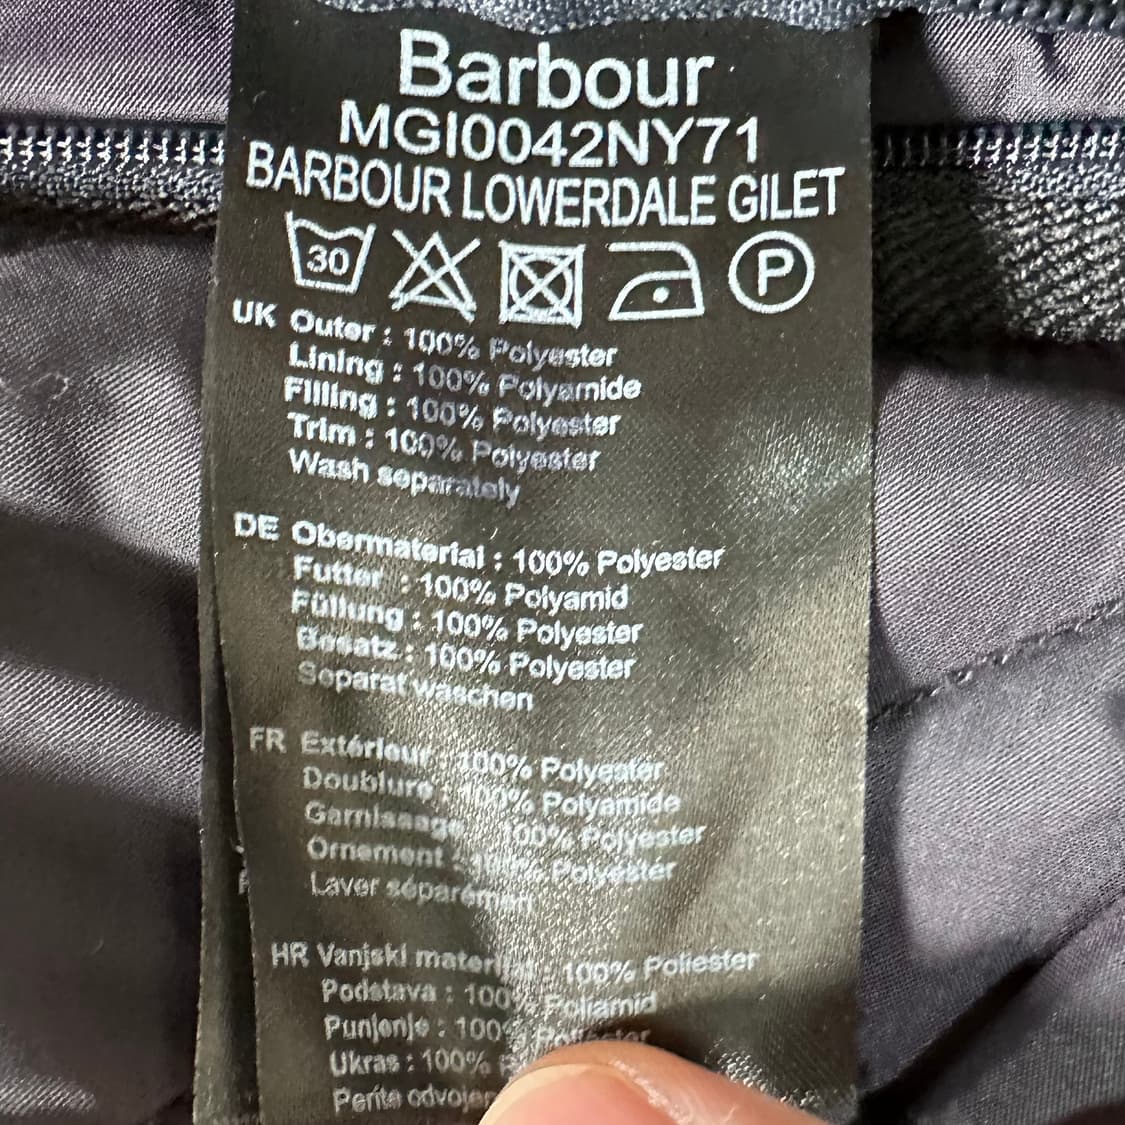 Barbour
MGI0042NY71
BARBOUR LOWERDALE GILET
30 P
UK Outer : 100% Polyester
Lining : 100% Polyamide
Filling : 100% Polyester
Trim : 100% Polyester
Wash separately
DE Obermaterial : 100% Polyester
Futter : 100% Polyamid
Füllung : 100% Polyester
Besatz : 100% Polyester
Separat waschen
FR Extérieur : 100% Polyester
Doublure : 100% Polyamide
Garnissage : 100% Polyester
Ornement : 100% Polyester
Laver séparément
HR Vanjski materijal : 100% Poliester
Podstava : 100% Poliamid
Punjenje : 100% Poliester
Ukras : 100%
Perite